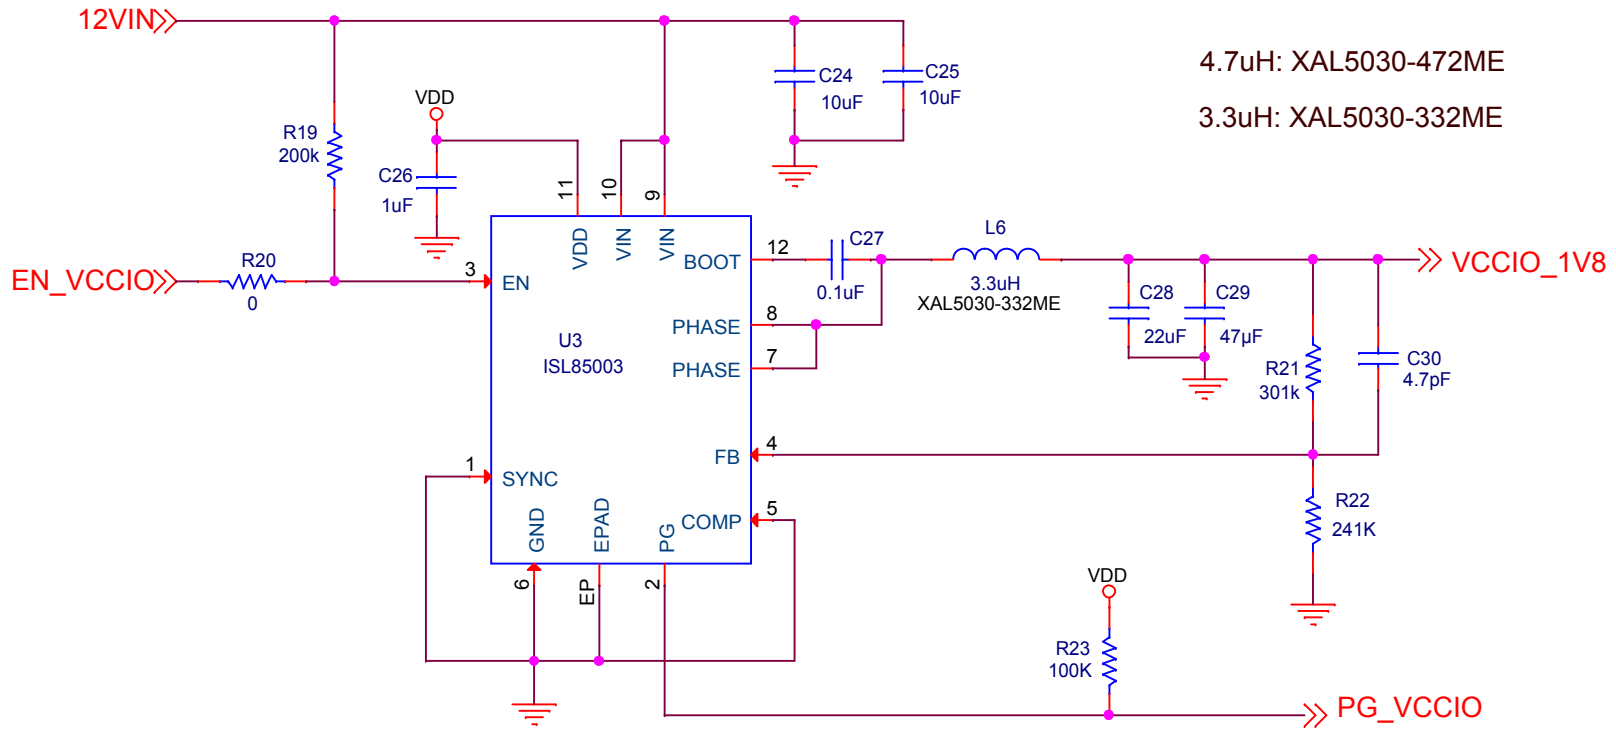 12VIN
4.7uH: XAL5030-472ME
3.3uH: XAL5030-332ME
C24
10uF
C25
10uF
VDD
R19
200k
C26
1uF
11
10
9
VDD
VIN
VIN
EN_VCCIO
R20
0
3
EN
BOOT
12
C27
0.1uF
L6
3.3uH
XAL5030-332ME
VCCIO_1V8
C28
22uF
C29
47µF
U3
ISL85003
PHASE
8
PHASE
7
R21
301k
C30
4.7pF
FB
4
1
SYNC
COMP
5
GND
EPAD
PG
R22
241K
6
EP
2
VDD
R23
100K
PG_VCCIO